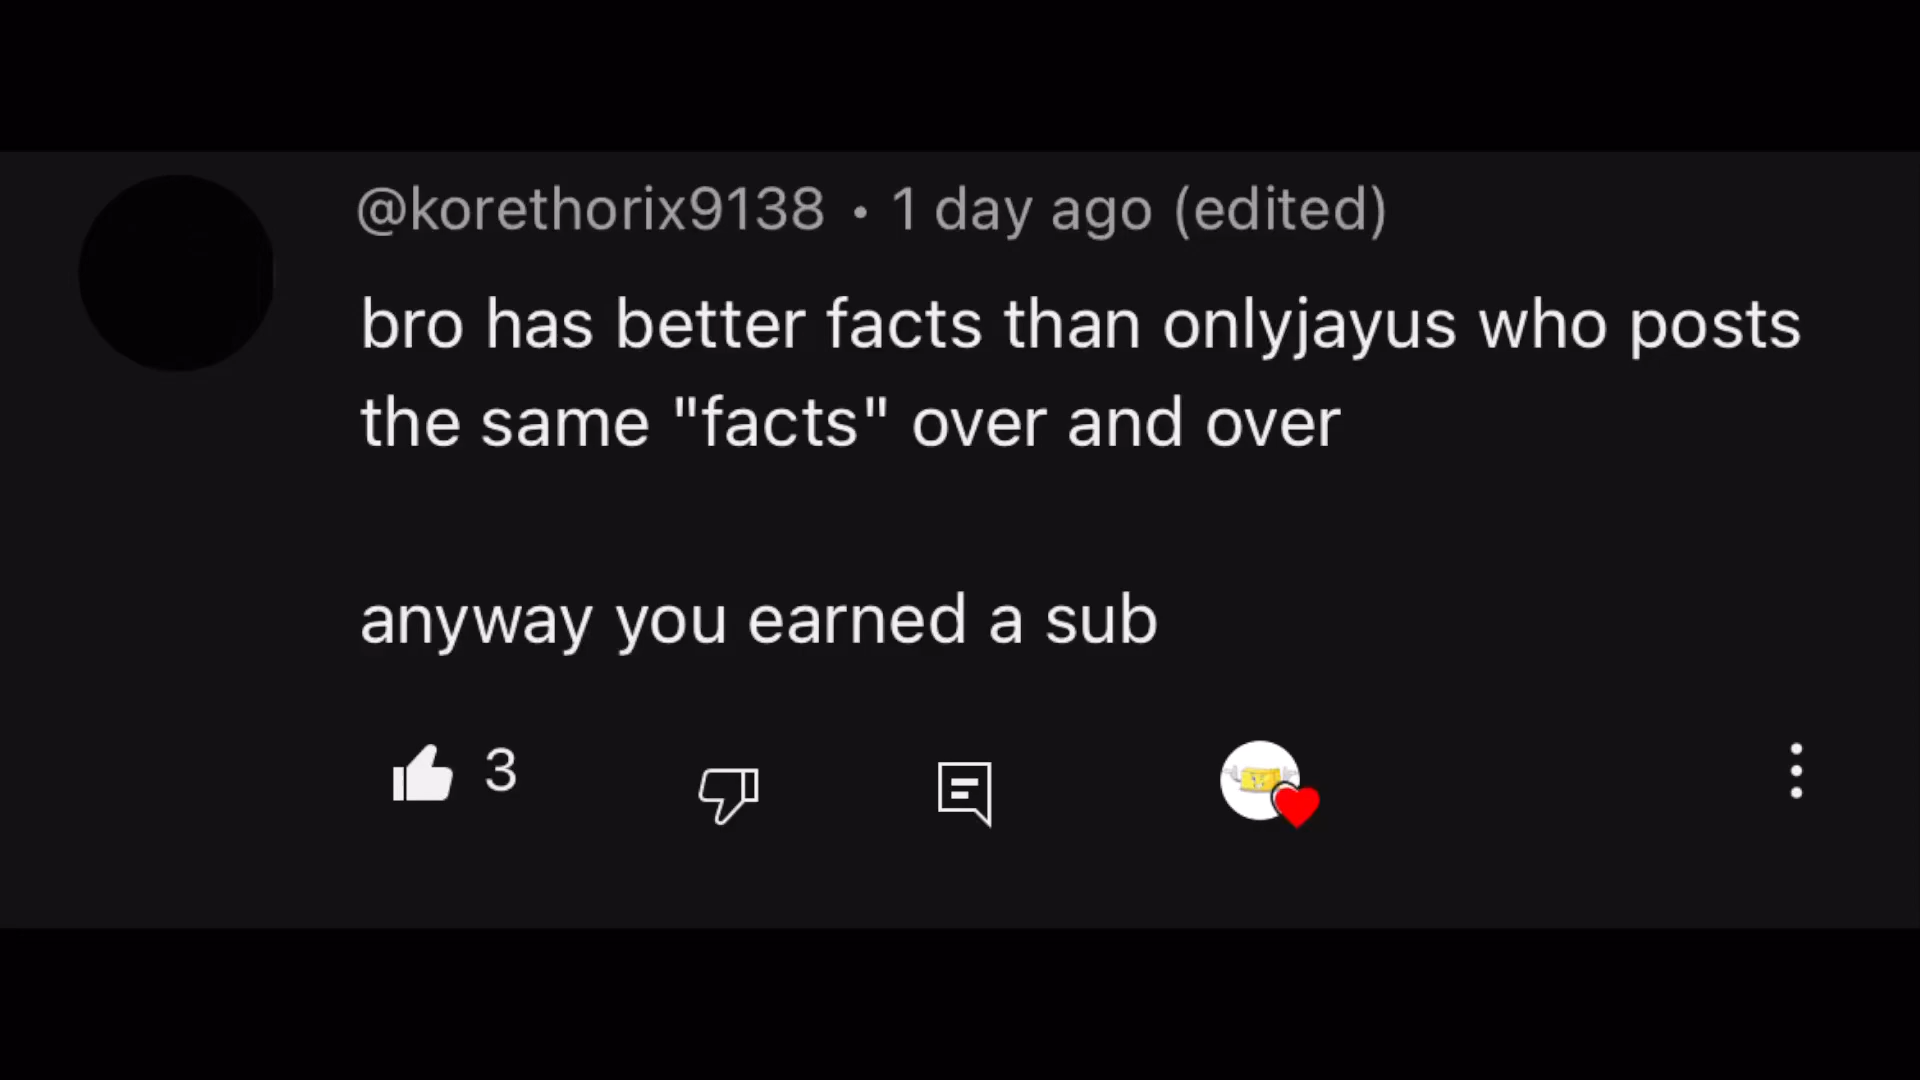 @korethorix9138 • 1 day ago (edited)
bro has better facts than onlyjayus who posts
the same "facts" over and over
anyway you earned a sub
3